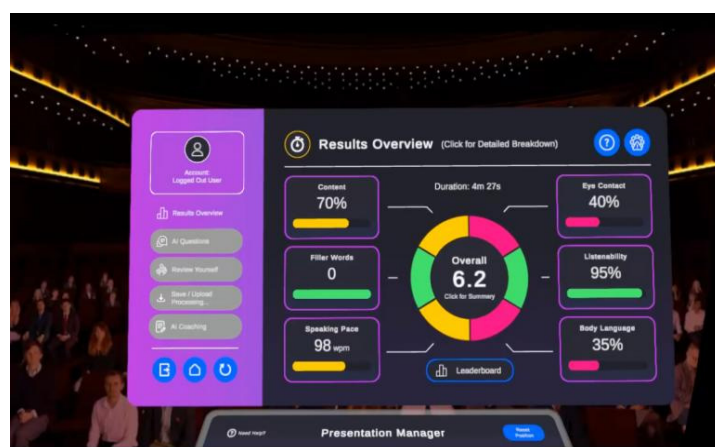 Account:
Logged Out User
Results Overview
AI Questions
Review Yourself
Save / Upload
Processing...
AI Coaching
Results Overview (Click for Detailed Breakdown)
Content
70%
Filler Words
0
Speaking Pace
98 wpm
Duration: 4m 27s
Overall
6.2
Click for Summary
Leaderboard
Eye Contact
40%
Listenability
95%
Body Language
35%
Need Help?
Presentation Manager
Reset
Position